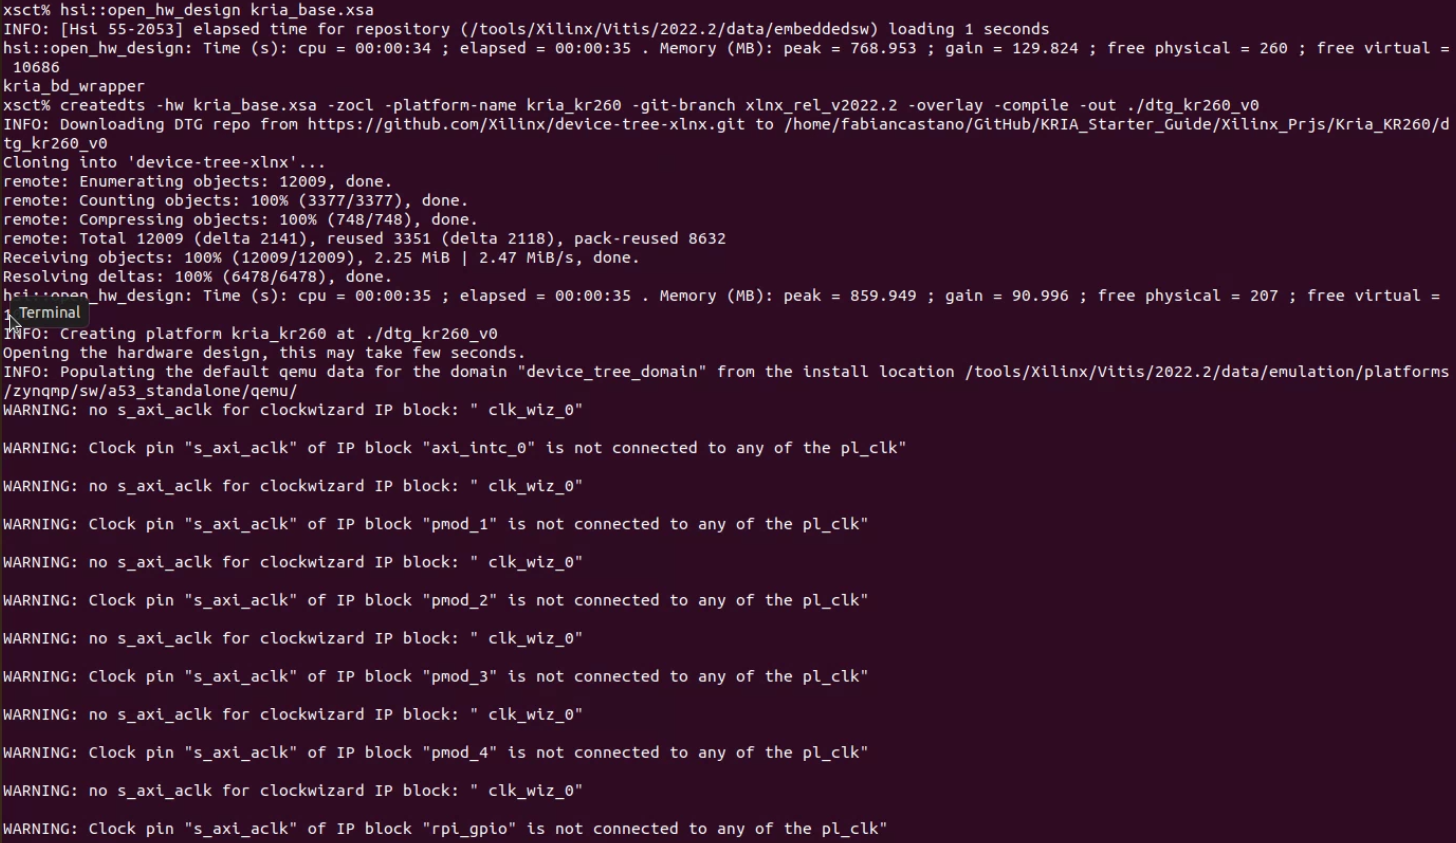 xsct% hsi::open_hw_design kria_base.xsa
INFO: [Hsi 55-2053] elapsed time for repository (/tools/Xilinx/Vitis/2022.2/data/embeddedsw) loading 1 seconds
hsi::open_hw_design: Time (s): cpu = 00:00:34 ; elapsed = 00:00:35 . Memory (MB): peak = 768.953 ; gain = 129.824 ; free physical = 260 ; free virtual =
 10686
kria_bd_wrapper
xsct% createdts -hw kria_base.xsa -zocl -platform-name kria_kr260 -git-branch xlnx_rel_v2022.2 -overlay -compile -out ./dtg_kr260_v0
INFO: Downloading DTG repo from https://github.com/Xilinx/device-tree-xlnx.git to /home/fabiancastano/GitHub/KRIA_Starter_Guide/Xilinx_Prjs/Kria_KR260/d
tg_kr260_v0
Cloning into 'device-tree-xlnx'...
remote: Enumerating objects: 12009, done.
remote: Counting objects: 100% (3377/3377), done.
remote: Compressing objects: 100% (748/748), done.
remote: Total 12009 (delta 2141), reused 3351 (delta 2118), pack-reused 8632
Receiving objects: 100% (12009/12009), 2.25 MiB | 2.47 MiB/s, done.
Resolving deltas: 100% (6478/6478), done.
hsi::open_hw_design: Time (s): cpu = 00:00:35 ; elapsed = 00:00:35 . Memory (MB): peak = 859.949 ; gain = 90.996 ; free physical = 207 ; free virtual =
Terminal
INFO: Creating platform kria_kr260 at ./dtg_kr260_v0
Opening the hardware design, this may take few seconds.
INFO: Populating the default qemu data for the domain "device_tree_domain" from the install location /tools/Xilinx/Vitis/2022.2/data/emulation/platforms
/zynqmp/sw/a53_standalone/qemu/
WARNING: no s_axi_aclk for clockwizard IP block: " clk_wiz_0"
WARNING: Clock pin "s_axi_aclk" of IP block "axi_intc_0" is not connected to any of the pl_clk"
WARNING: no s_axi_aclk for clockwizard IP block: " clk_wiz_0"
WARNING: Clock pin "s_axi_aclk" of IP block "pmod_1" is not connected to any of the pl_clk"
WARNING: no s_axi_aclk for clockwizard IP block: " clk_wiz_0"
WARNING: Clock pin "s_axi_aclk" of IP block "pmod_2" is not connected to any of the pl_clk"
WARNING: no s_axi_aclk for clockwizard IP block: " clk_wiz_0"
WARNING: Clock pin "s_axi_aclk" of IP block "pmod_3" is not connected to any of the pl_clk"
WARNING: no s_axi_aclk for clockwizard IP block: " clk_wiz_0"
WARNING: Clock pin "s_axi_aclk" of IP block "pmod_4" is not connected to any of the pl_clk"
WARNING: no s_axi_aclk for clockwizard IP block: " clk_wiz_0"
WARNING: Clock pin "s_axi_aclk" of IP block "rpi_gpio" is not connected to any of the pl_clk"